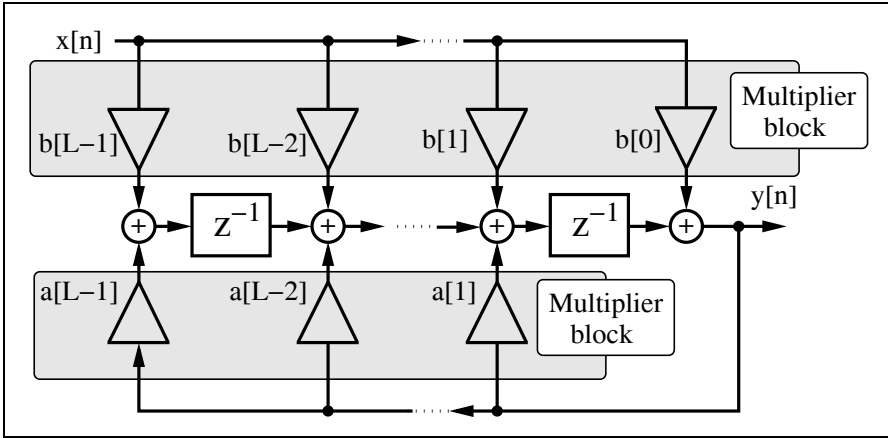 x[n]
Multiplier
block
b[L−1]
b[L−2]
b[1]
b[0]
y[n]
+
z⁻¹
+
+
z⁻¹
+
a[L−1]
a[L−2]
a[1]
Multiplier
block